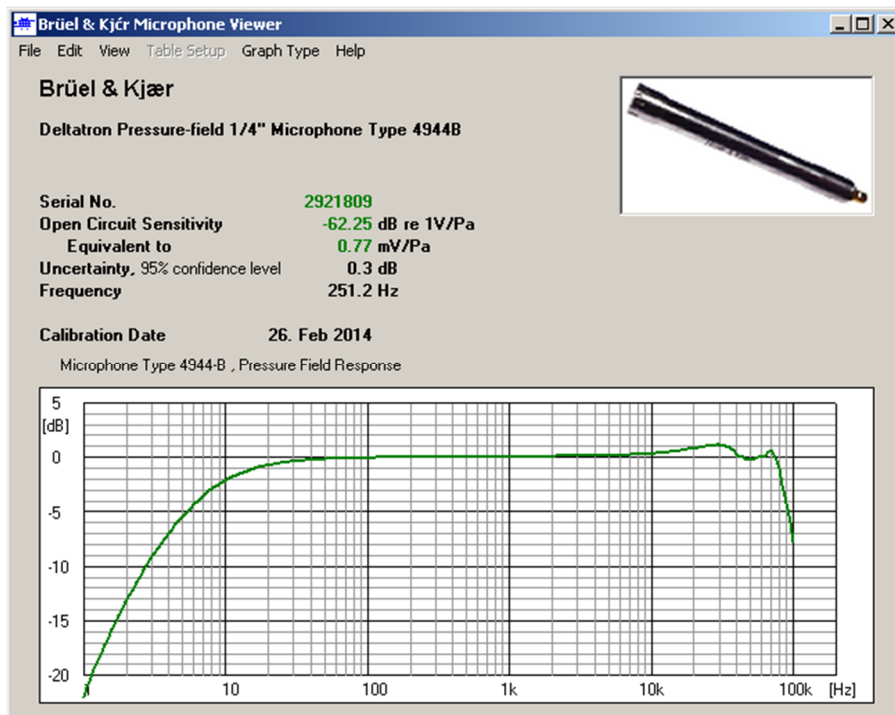 Brüel & Kjćr Microphone Viewer
File Edit View Table Setup Graph Type Help
Brüel & Kjær
Deltatron Pressure-field 1/4" Microphone Type 4944B
Serial No. 2921809
Open Circuit Sensitivity -62.25 dB re 1V/Pa
Equivalent to 0.77 mV/Pa
Uncertainty, 95% confidence level 0.3 dB
Frequency 251.2 Hz
Calibration Date 26. Feb 2014
Microphone Type 4944-B , Pressure Field Response
5
[dB]
0
-5
-10
-15
-20
1 10 100 1k 10k 100k [Hz]